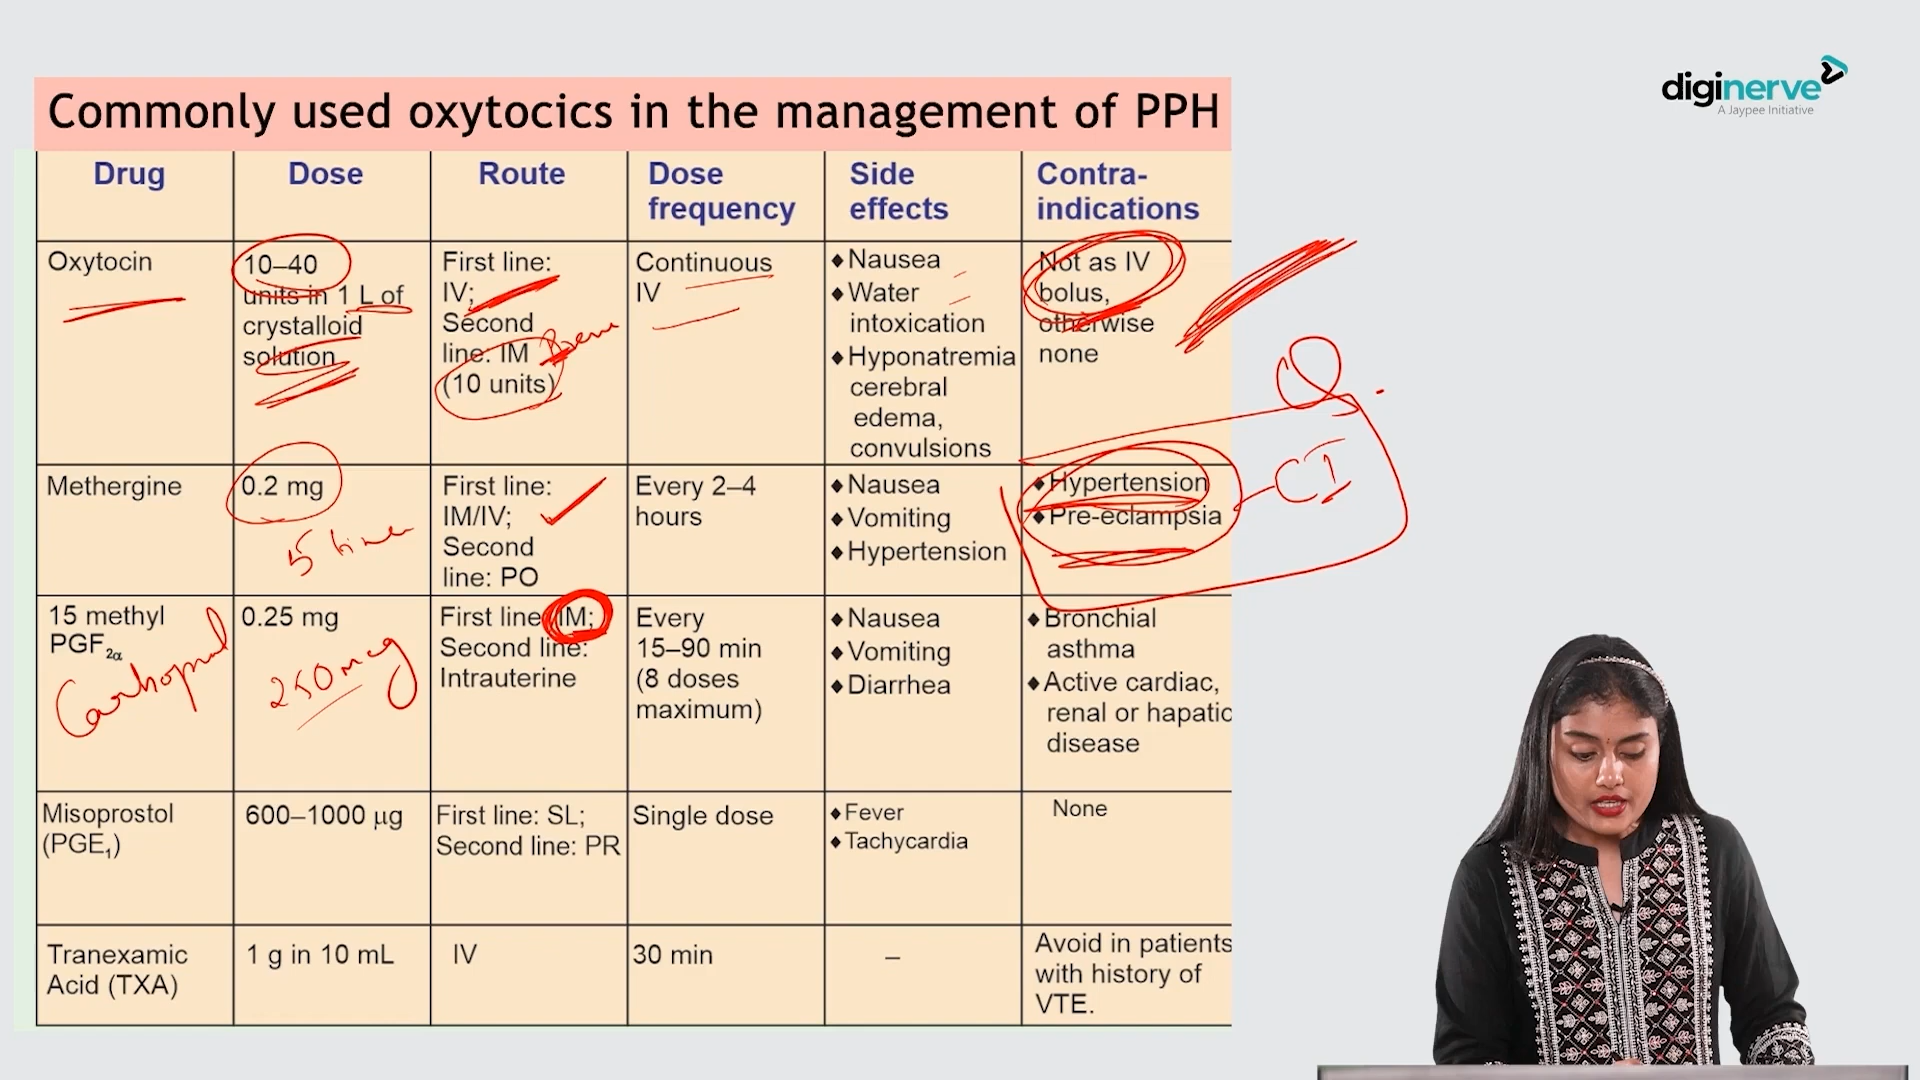 diginerve
A Jaypee Initiative
Commonly used oxytocics in the management of PPH
Drug
Dose
Route
Dose
frequency
Side
effects
Contra-
indications
Oxytocin
10–40
units in 1 L of
crystalloid
solution
First line:
IV;
Second
line: IM
(10 units)
Continuous
IV
♦Nausea
♦Water
intoxication
♦Hyponatremia
cerebral
edema,
convulsions
Not as IV
bolus,
otherwise
none
Methergine
0.2 mg
5 times
First line:
IM/IV;
Second
line: PO
Every 2–4
hours
♦Nausea
♦Vomiting
♦Hypertension
♦Hypertension
♦Pre-eclampsia
CI
15 methyl
PGF2α
Carboprost
0.25 mg
250 mcg
First line: IM;
Second line:
Intrauterine
Every
15–90 min
(8 doses
maximum)
♦Nausea
♦Vomiting
♦Diarrhea
♦Bronchial
asthma
♦Active cardiac,
renal or hapatic
disease
Misoprostol
(PGE1)
600–1000 μg
First line: SL;
Second line: PR
Single dose
♦Fever
♦Tachycardia
None
Tranexamic
Acid (TXA)
1 g in 10 mL
IV
30 min
–
Avoid in patients
with history of
VTE.